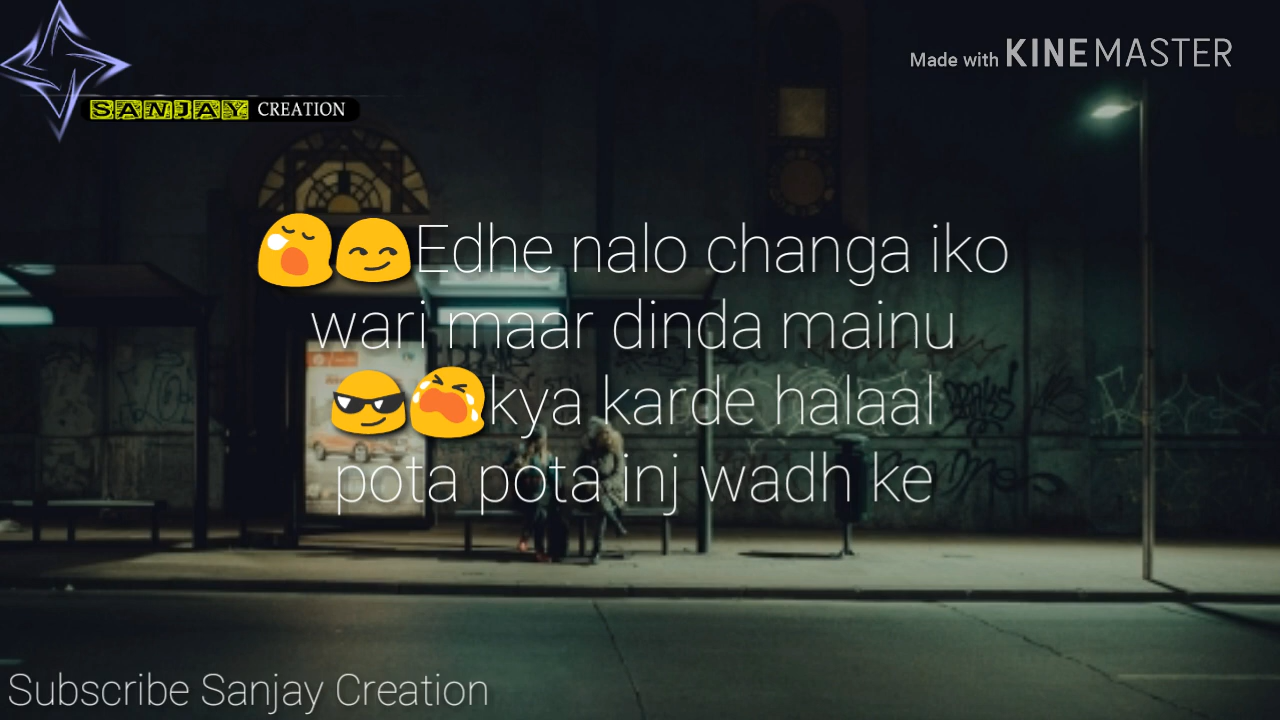 Made with KINEMASTER
SANJAY CREATION
😪😏Edhe nalo changa iko
wari maar dinda mainu
😎😭kya karde halaal
pota pota inj wadh ke
Subscribe Sanjay Creation